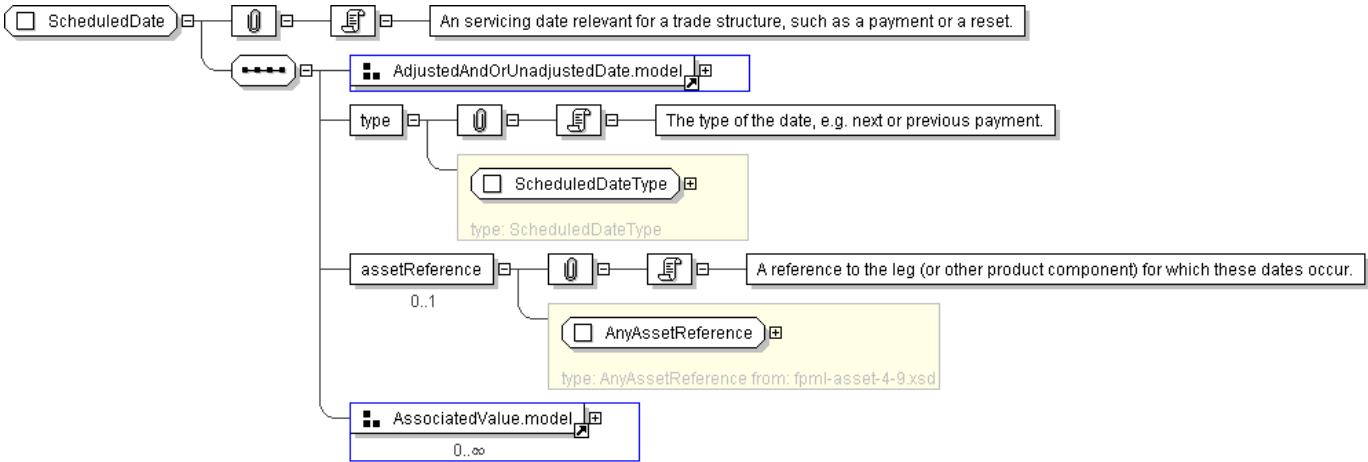 ScheduledDate
An servicing date relevant for a trade structure, such as a payment or a reset.
AdjustedAndOrUnadjustedDate.model
type
The type of the date, e.g. next or previous payment.
ScheduledDateType
type: ScheduledDateType
assetReference
A reference to the leg (or other product component) for which these dates occur.
0..1
AnyAssetReference
type: AnyAssetReference from: fpml-asset-4-9.xsd
AssociatedValue.model
0..∞